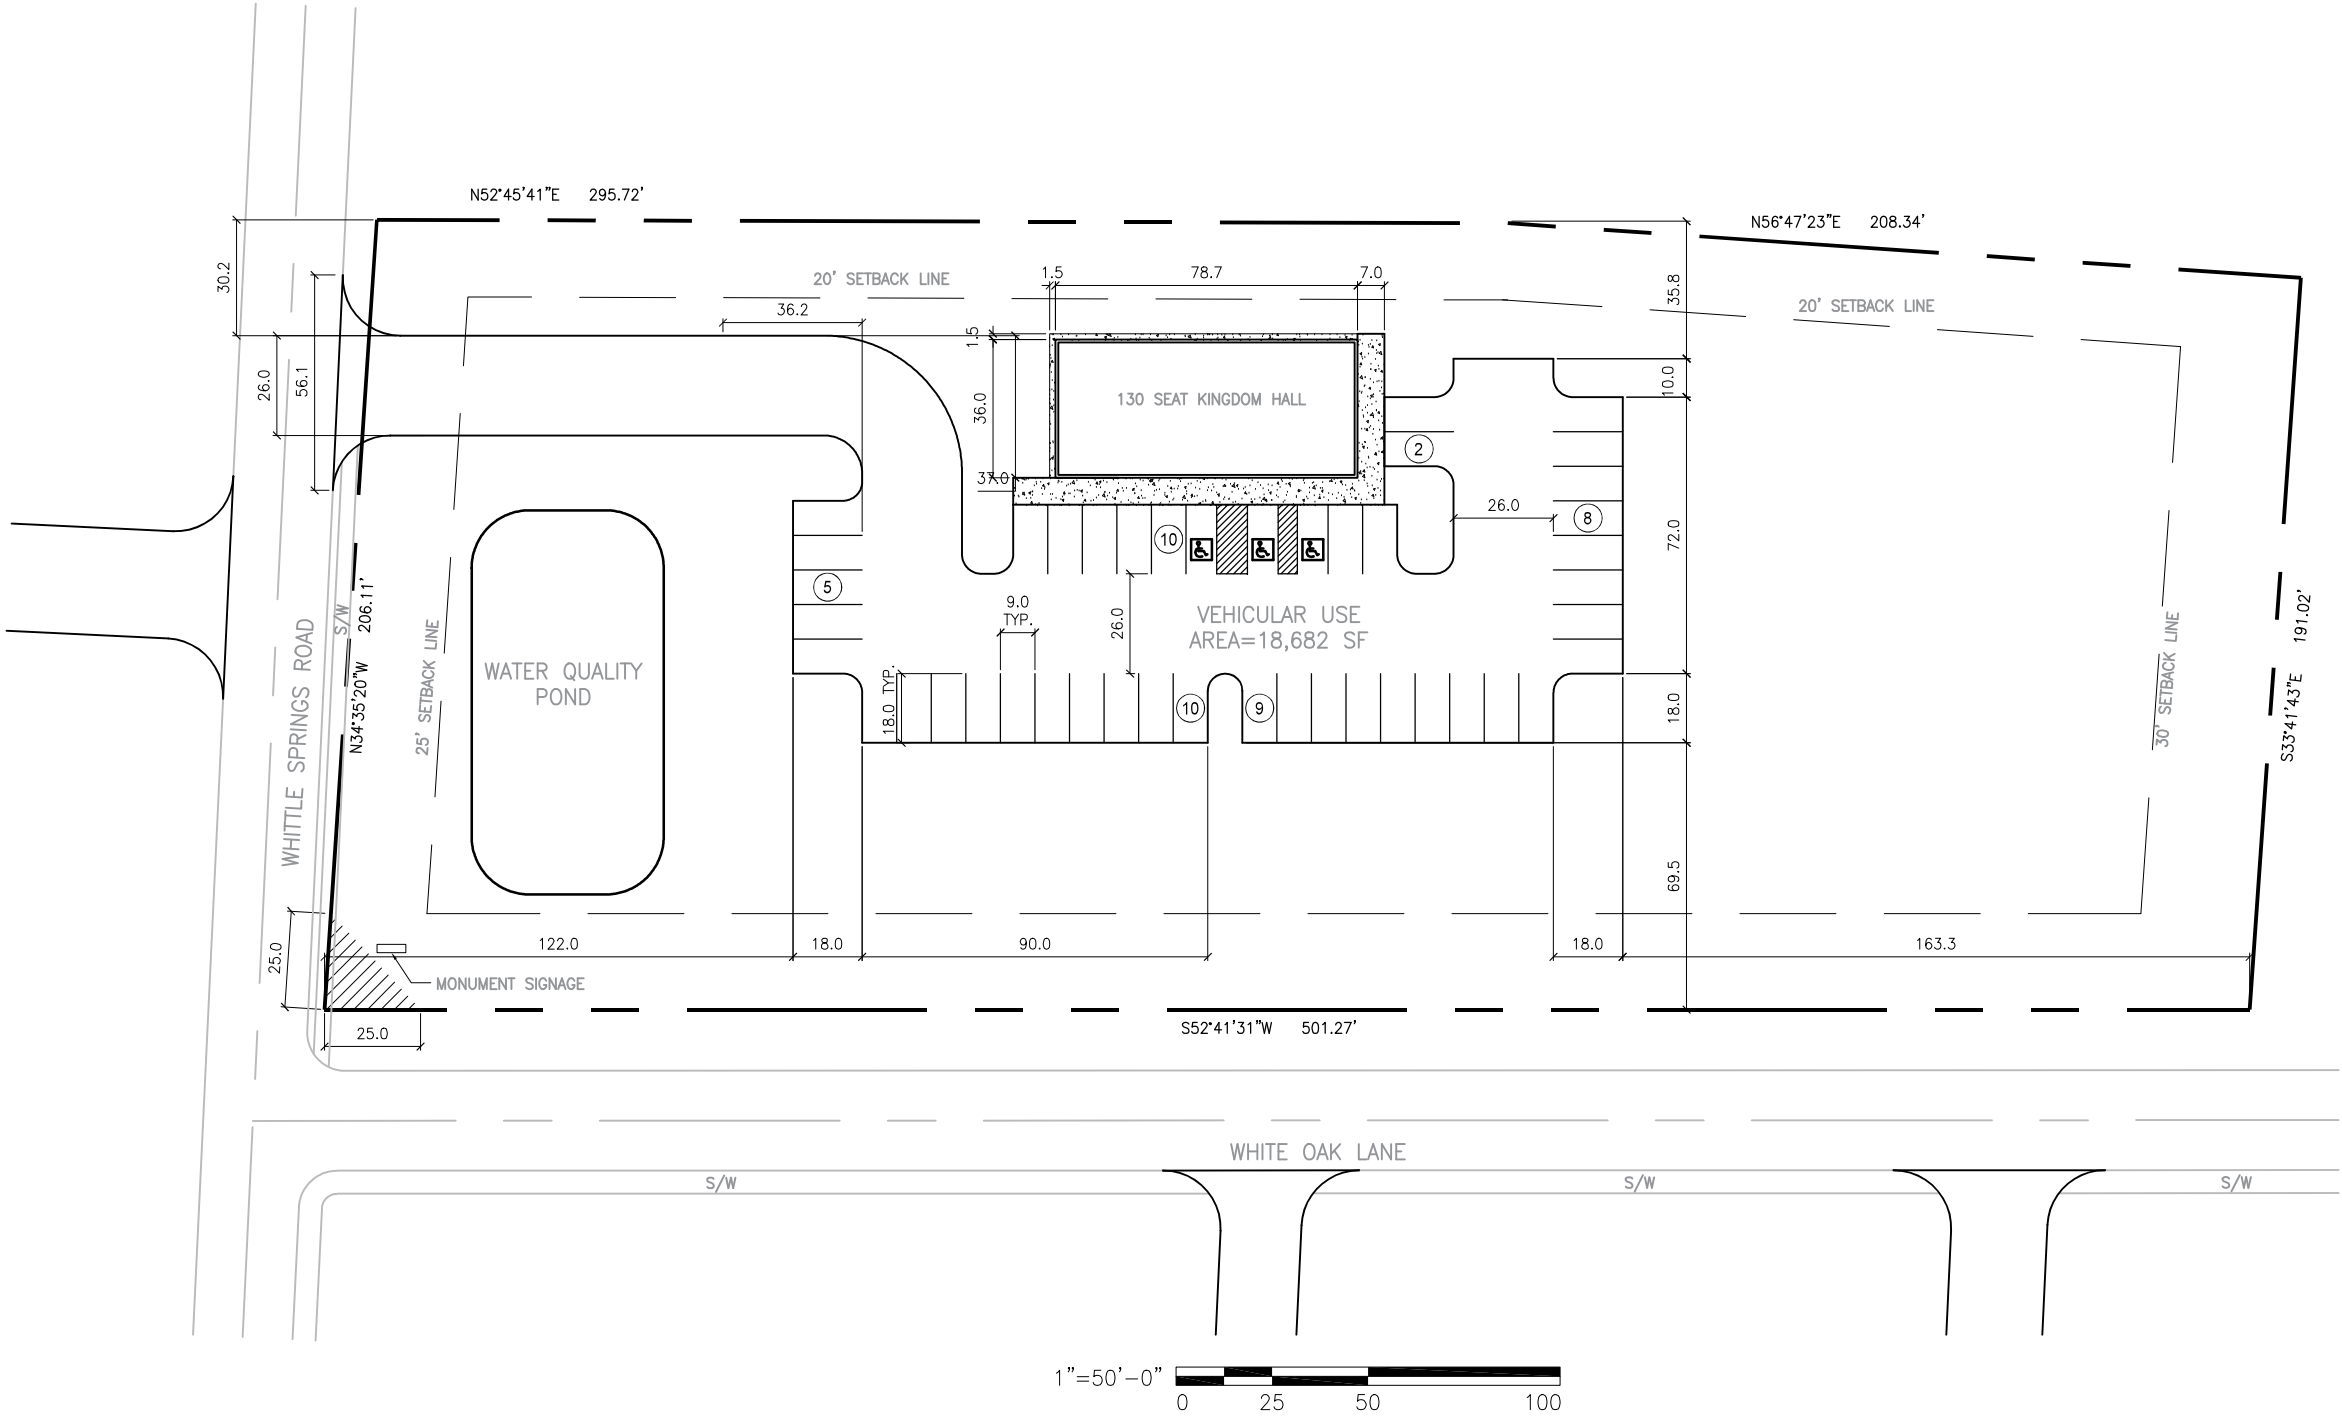 N52°45'41"E 295.72'
N56°47'23"E 208.34'
30.2
20' SETBACK LINE
1.5
78.7
7.0
35.8
20' SETBACK LINE
36.2
1.5
26.0
56.1
36.0
130 SEAT KINGDOM HALL
10.0
2
37.0
26.0
8
10
72.0
5
9.0
TYP.
26.0
VEHICULAR USE
AREA=18,682 SF
S/W
N34°35'20"W 206.11'
25' SETBACK LINE
WATER QUALITY
POND
WHITTLE SPRINGS ROAD
18.0 TYP.
10
9
18.0
30' SETBACK LINE
S33°41'43"E 191.02'
69.5
25.0
122.0
18.0
90.0
18.0
163.3
MONUMENT SIGNAGE
25.0
S52°41'31"W 501.27'
WHITE OAK LANE
S/W
S/W
S/W
1"=50'-0"
0 25 50 100